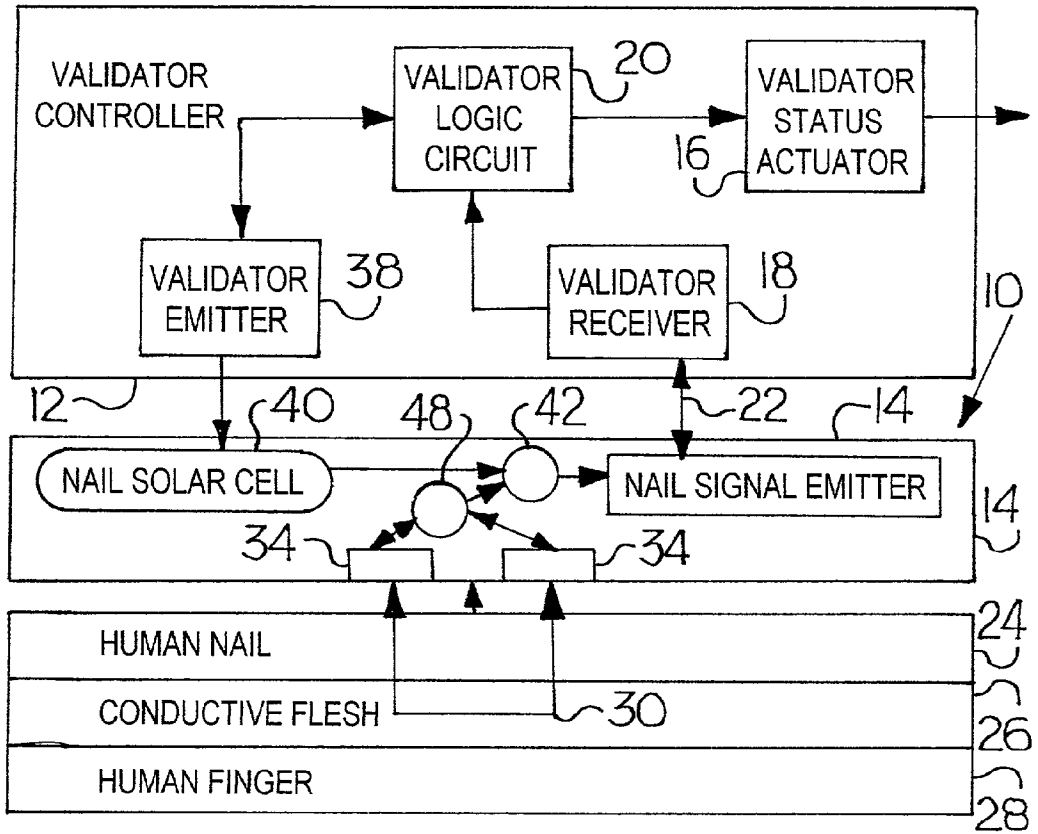 VALIDATOR
CONTROLLER
VALIDATOR
LOGIC
CIRCUIT
20
VALIDATOR
STATUS
ACTUATOR
16
VALIDATOR
EMITTER
38
VALIDATOR
RECEIVER
18
10
12
40
48
42
22
14
NAIL SOLAR CELL
NAIL SIGNAL EMITTER
14
34
34
HUMAN NAIL
24
CONDUCTIVE FLESH
30
26
HUMAN FINGER
28